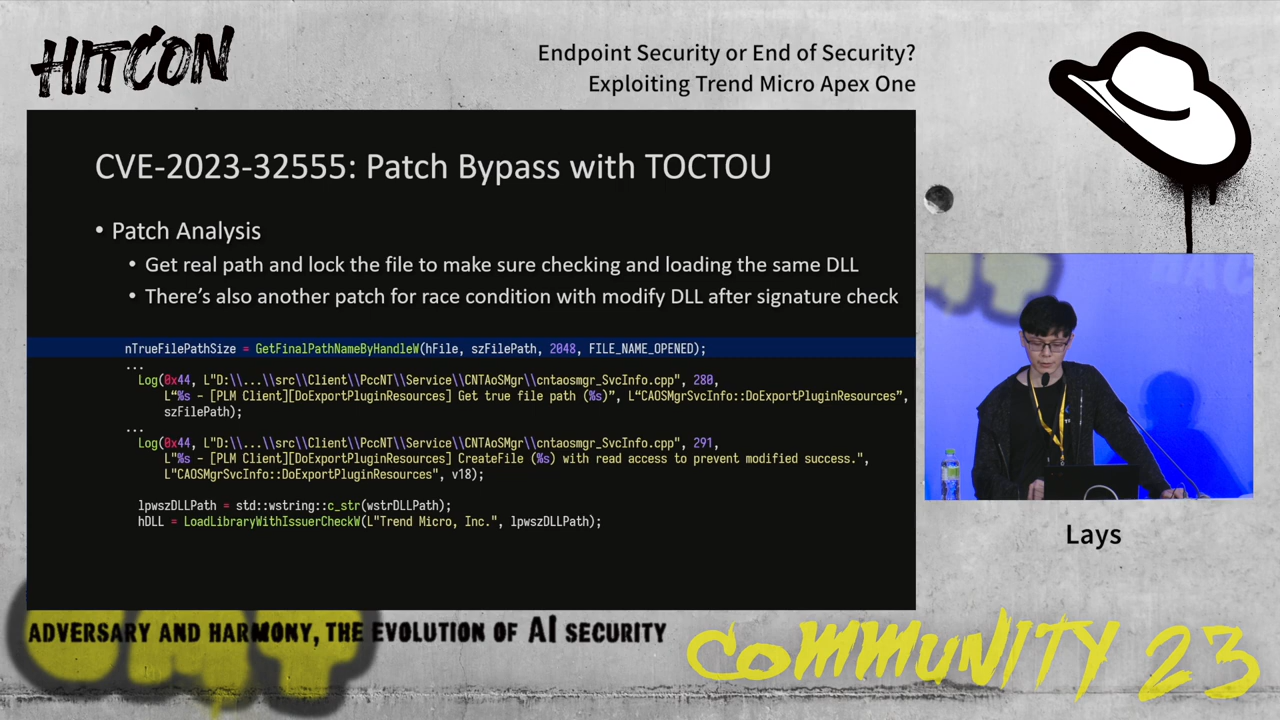 HITCON
Endpoint Security or End of Security?
Exploiting Trend Micro Apex One
CVE-2023-32555: Patch Bypass with TOCTOU
• Patch Analysis
• Get real path and lock the file to make sure checking and loading the same DLL
• There's also another patch for race condition with modify DLL after signature check
nTrueFilePathSize = GetFinalPathNameByHandleW(hFile, szFilePath, 2048, FILE_NAME_OPENED);
...
Log(0x44, L"D:\\...\\src\\Client\\PccNT\\Service\\CNTAoSMgr\\cntaosmgr_SvcInfo.cpp", 280,
L“%s - [PLM Client][DoExportPluginResources] Get true file path (%s)”, L“CAOSMgrSvcInfo::DoExportPluginResources”,
szFilePath);
...
Log(0x44, L"D:\\...\\src\\Client\\PccNT\\Service\\CNTAoSMgr\\cntaosmgr_SvcInfo.cpp", 291,
L"%s - [PLM Client][DoExportPluginResources] CreateFile (%s) with read access to prevent modified success.",
L"CAOSMgrSvcInfo::DoExportPluginResources", v18);
lpwszDLLPath = std::wstring::c_str(wstrDLLPath);
hDLL = LoadLibraryWithIssuerCheckW(L"Trend Micro, Inc.", lpwszDLLPath);
Lays
ADVERSARY AND HARMONY, THE EVOLUTION OF AI SECURITY
COMMUNITY 23